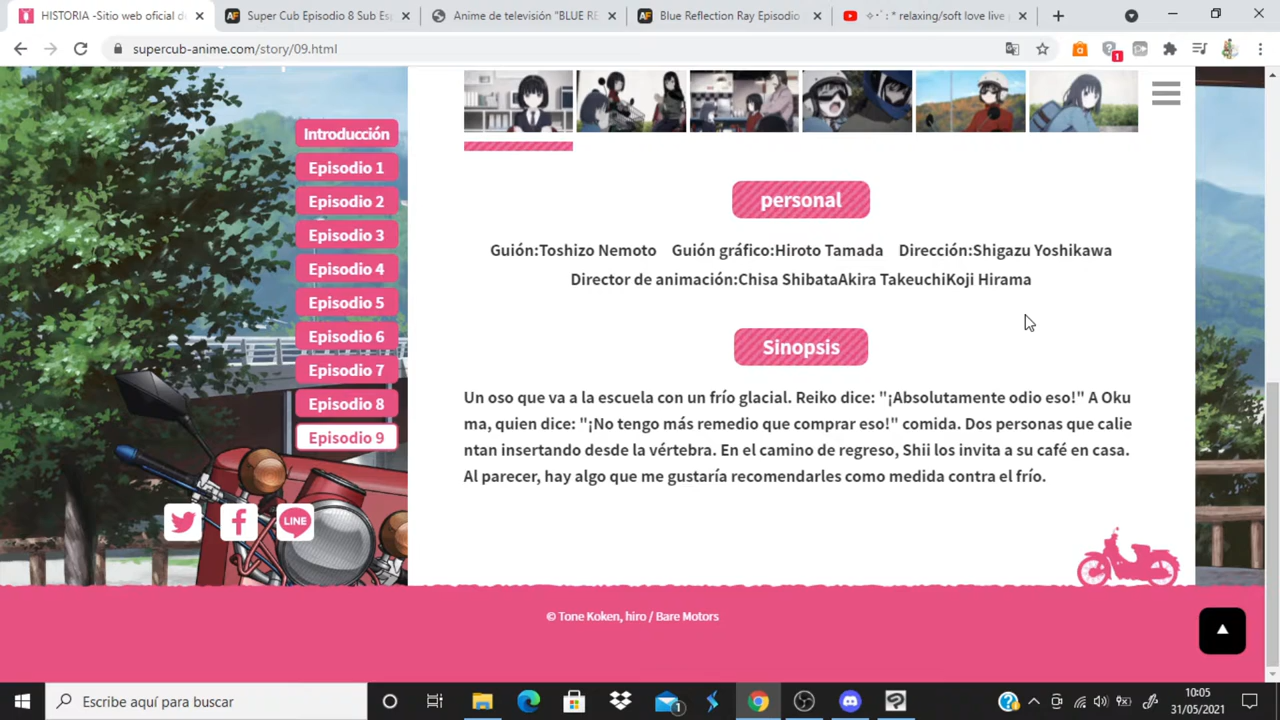 HISTORIA -Sitio web oficial de
Super Cub Episodio 8 Sub Es
Anime de televisión "BLUE RE
Blue Reflection Ray Episodio
✧･ﾟ: * relaxing/soft love live
supercub-anime.com/story/09.html
1
Introducción
Episodio 1
Episodio 2
Episodio 3
Episodio 4
Episodio 5
Episodio 6
Episodio 7
Episodio 8
Episodio 9
LINE
personal
Guión:Toshizo Nemoto Guión gráfico:Hiroto Tamada Dirección:Shigazu Yoshikawa
Director de animación:Chisa ShibataAkira TakeuchiKoji Hirama
Sinopsis
Un oso que va a la escuela con un frío glacial. Reiko dice: "¡Absolutamente odio eso!" A Oku
ma, quien dice: "¡No tengo más remedio que comprar eso!" comida. Dos personas que calie
ntan insertando desde la vértebra. En el camino de regreso, Shii los invita a su café en casa.
Al parecer, hay algo que me gustaría recomendarles como medida contra el frío.
© Tone Koken, hiro / Bare Motors
Escribe aquí para buscar
1
10:05
31/05/2021